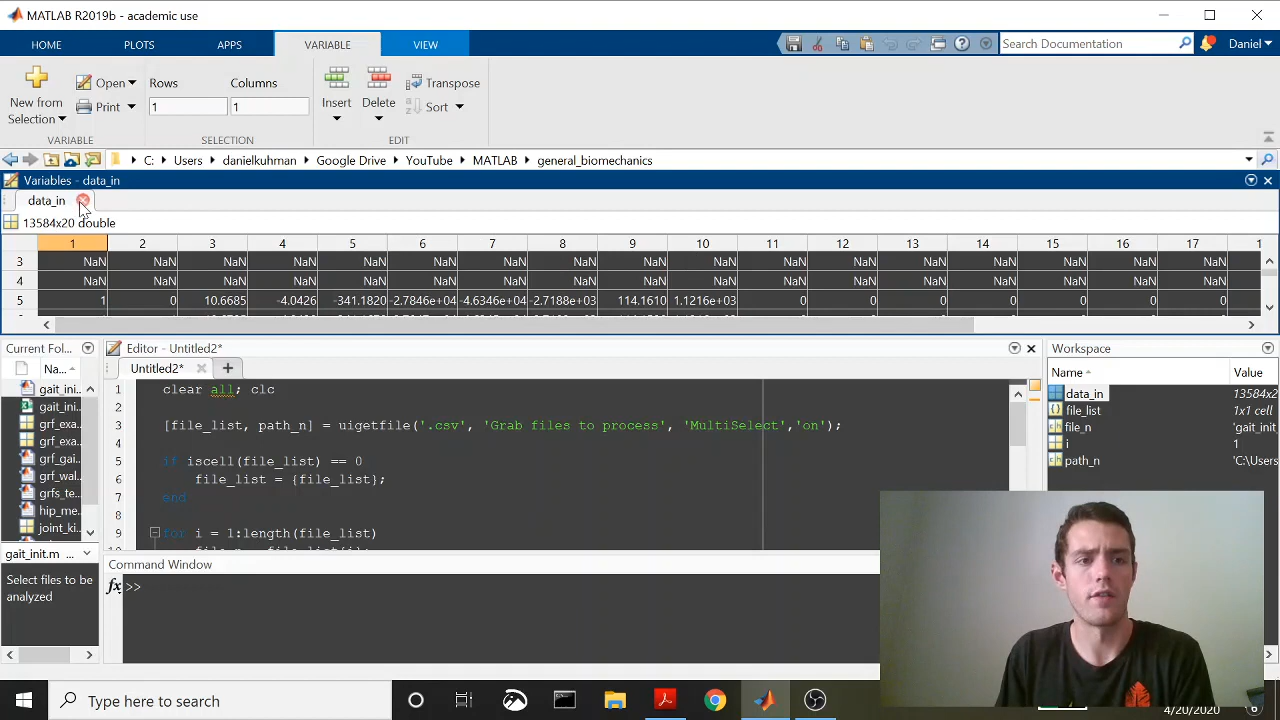 MATLAB R2019b - academic use
HOME PLOTS APPS VARIABLE VIEW Search Documentation Daniel
New from Selection Open Print Rows Columns Insert Delete Transpose Sort
1 1
VARIABLE SELECTION EDIT
C: Users danielkuhman Google Drive YouTube MATLAB general_biomechanics
Variables - data_in
data_in
13584x20 double
1 2 3 4 5 6 7 8 9 10 11 12 13 14 15 16 17 1
3 NaN NaN NaN NaN NaN NaN NaN NaN NaN NaN NaN NaN NaN NaN NaN NaN NaN
4 NaN NaN NaN NaN NaN NaN NaN NaN NaN NaN NaN NaN NaN NaN NaN NaN NaN
5 1 0 10.6685 -4.0426 -341.1820 -2.7846e+04 -4.6346e+04 -2.7188e+03 114.1610 1.1216e+03 0 0 0 0 0 0 0
Current Fol...
Na...
gait_ini...
gait_ini...
grf_exa...
grf_exa...
grf_gai...
grf_wal...
grfs_te...
hip_me...
joint_ki...
gait_init.m ...
Select files to be
analyzed
Editor - Untitled2*
Untitled2*
1 clear all; clc
2
3 [file_list, path_n] = uigetfile('.csv', 'Grab files to process', 'MultiSelect','on');
4
5 if iscell(file_list) == 0
6 file_list = {file_list};
7 end
8
9 for i = 1:length(file_list)
Command Window
fx >>
Workspace
Name Value
data_in 13584x2
file_list 1x1 cell
file_n 'gait_init
i 1
path_n 'C:\Users
Type here to search
4/20/2020 6